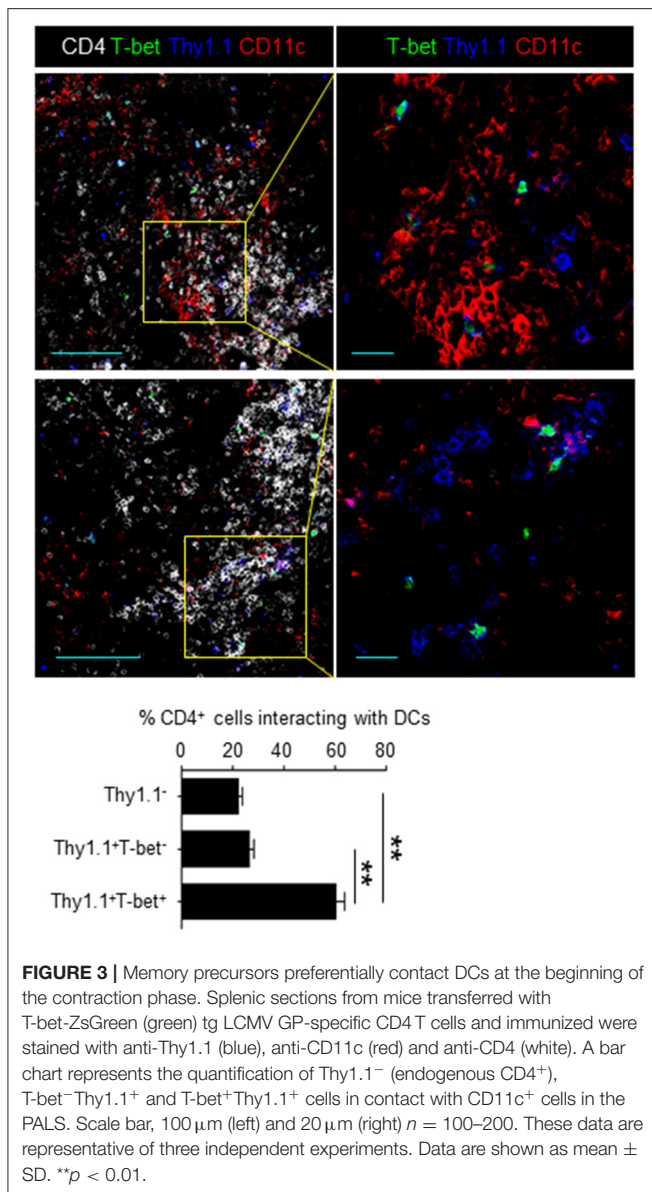 CD4 T-bet Thy1.1 CD11c
T-bet Thy1.1 CD11c
% CD4⁺ cells interacting with DCs
0 20 40 60 80
Thy1.1⁻
Thy1.1⁺T-bet⁻
Thy1.1⁺T-bet⁺
**
**
FIGURE 3 | Memory precursors preferentially contact DCs at the beginning of
the contraction phase. Splenic sections from mice transferred with
T-bet-ZsGreen (green) tg LCMV GP-specific CD4 T cells and immunized were
stained with anti-Thy1.1 (blue), anti-CD11c (red) and anti-CD4 (white). A bar
chart represents the quantification of Thy1.1⁻ (endogenous CD4⁺),
T-bet⁻Thy1.1⁺ and T-bet⁺Thy1.1⁺ cells in contact with CD11c⁺ cells in the
PALS. Scale bar, 100 μm (left) and 20 μm (right) n = 100–200. These data are
representative of three independent experiments. Data are shown as mean ±
SD. **p < 0.01.